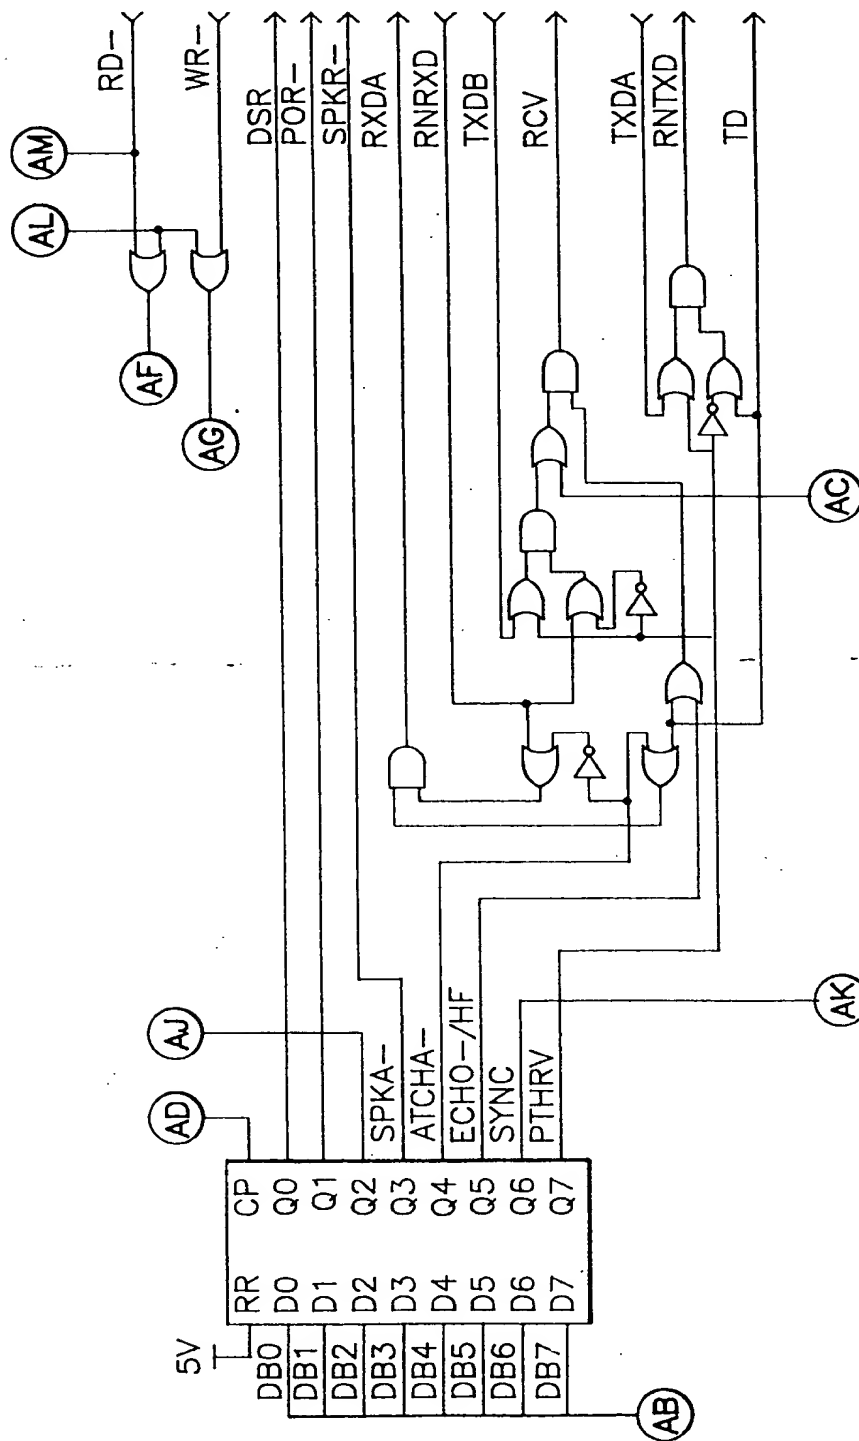 5V
RR
CP
AD
DB0
D0
Q0
DSR
DB1
D1
Q1
POR-
DB2
D2
Q2
AJ
DB3
D3
Q3
SPKA-
SPKR-
DB4
D4
Q4
ATCHA-
RXDA
DB5
D5
Q5
ECHO-/HF
RNRXD
DB6
D6
Q6
SYNC
TXDB
DB7
D7
Q7
PTHRV
RCV
AB
AK
AC
TXDA
RNTXD
TD
AF
AG
AL
AM
RD-
WR-